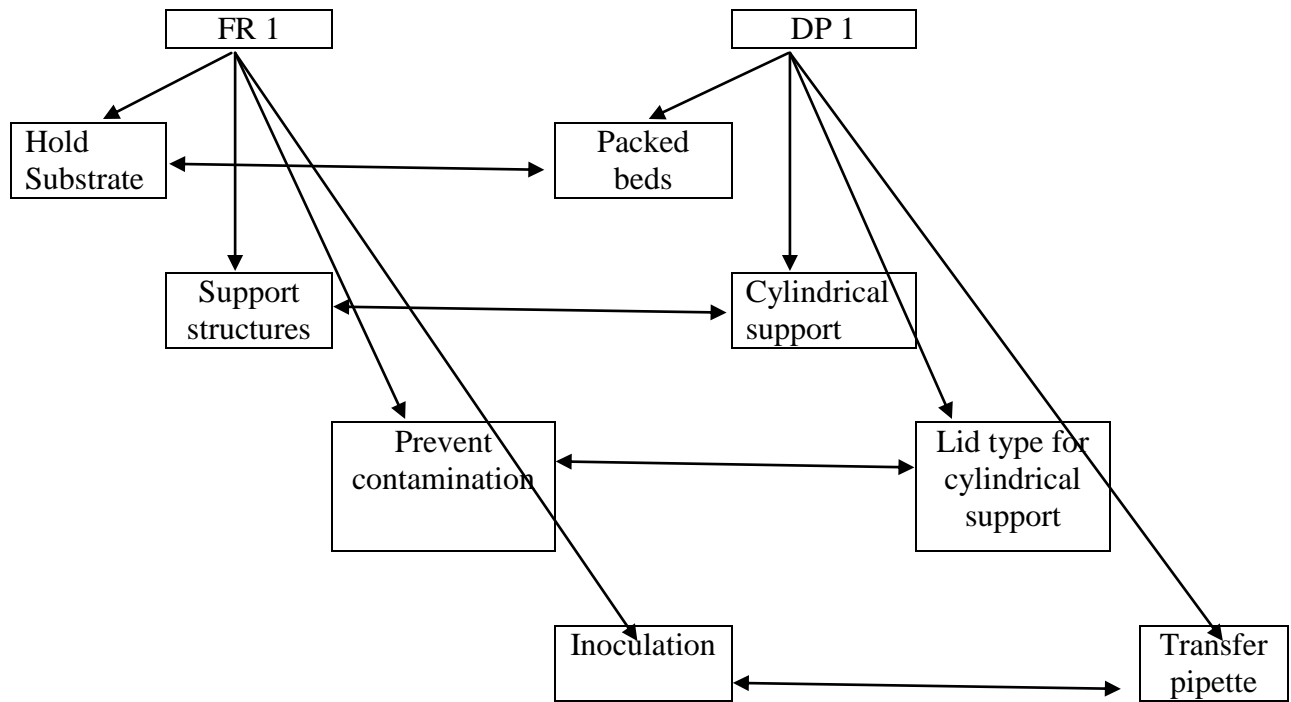 FR 1
DP 1
Hold
Substrate
Packed
beds
Support
structures
Cylindrical
support
Prevent
contamination
Lid type for
cylindrical
support
Inoculation
Transfer
pipette